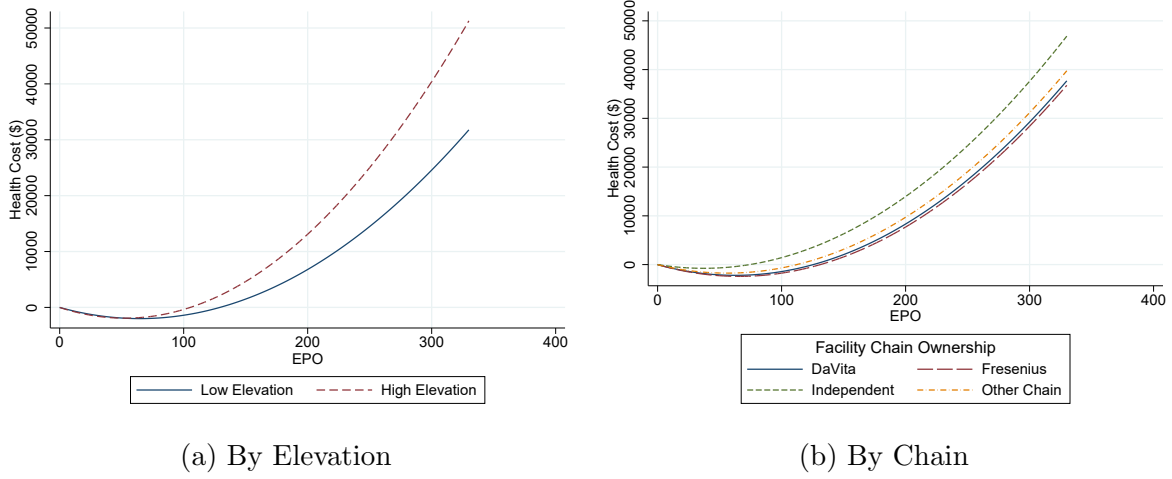 Health Cost ($)
50000
40000
30000
20000
10000
0
0 100 200 300 400
EPO
Low Elevation High Elevation
(a) By Elevation
Health Cost ($)
50000
40000
30000
20000
10000
0
0 100 200 300 400
EPO
Facility Chain Ownership
DaVita Fresenius
Independent Other Chain
(b) By Chain